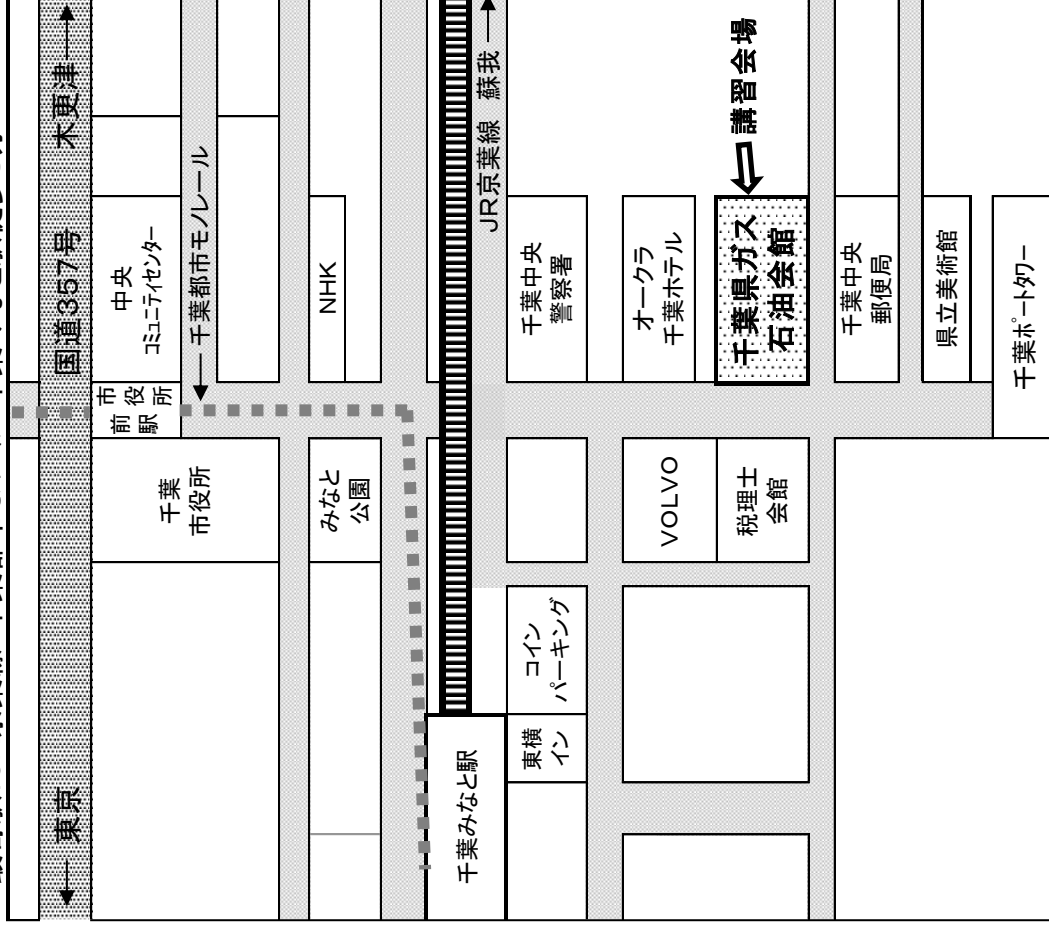 ← 東京
国道357号
木更津→
中央
コミュニティセンター
← 千葉都市モノレール
NHK
JR京葉線　蘇我 →
千葉中央
警察署
オークラ
千葉ホテル
千葉県ガス
石油会館
⇐講習会場
千葉中央
郵便局
県立美術館
千葉ポートタワー
市役所
前駅
千葉
市役所
みなと
公園
VOLVO
税理士
会館
コイン
パーキング
東横
イン
千葉みなと駅